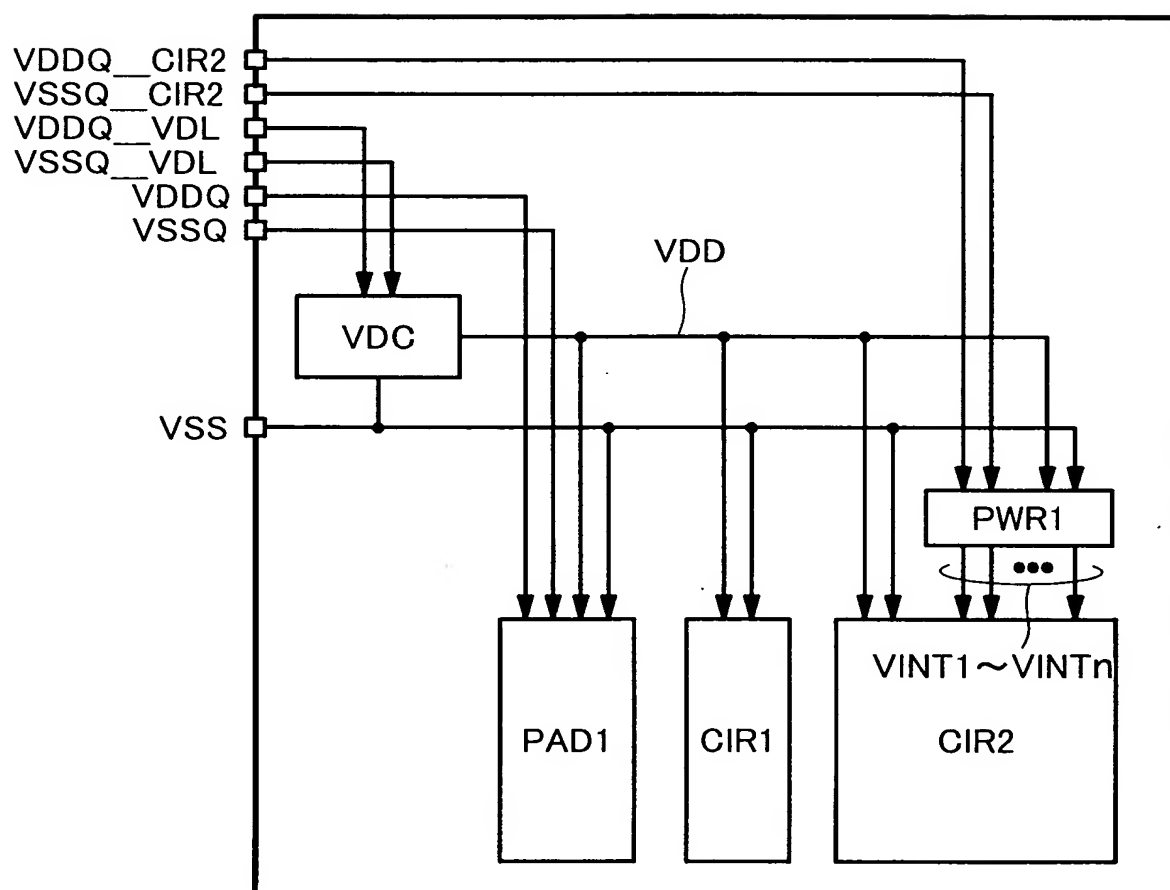 VDDQ__CIR2
VSSQ__CIR2
VDDQ__VDL
VSSQ__VDL
VDDQ
VSSQ
VDD
VDC
VSS
PWR1
•••
VINT1～VINTn
PAD1
CIR1
CIR2